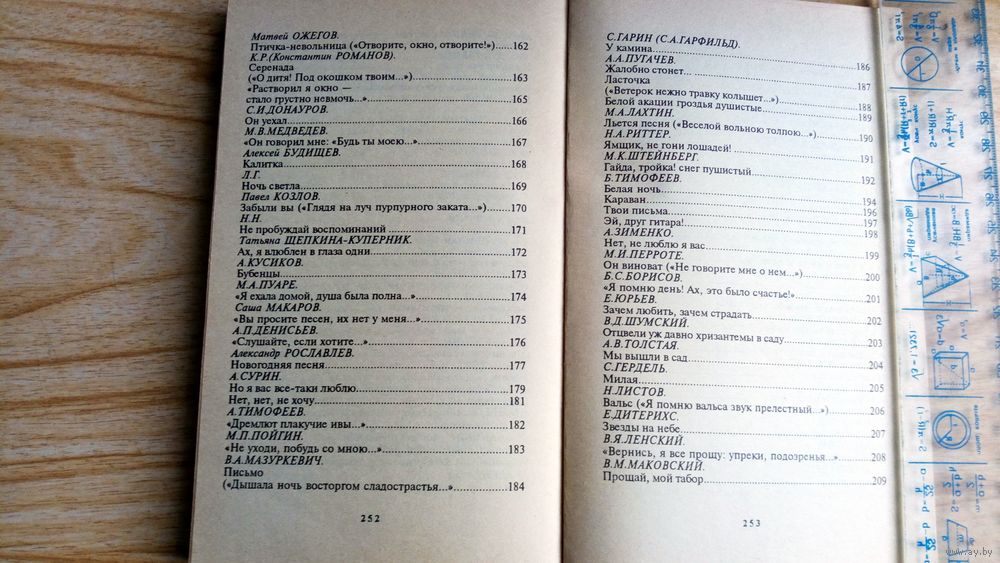 Матвей ОЖЕГОВ.
Птичка-невольница («Отворите, окно, отворите!»)......162
К.Р.(Константин РОМАНОВ).
Серенада
(«О дитя! Под окошком твоим...»)......163
«Растворил я окно —
стало грустно невмочь...»......165
С.И.ДОНАУРОВ.
Он уехал......166
М.В.МЕДВЕДЕВ.
«Он говорил мне: «Будь ты моею...»......167
Алексей БУДИЩЕВ.
Калитка......168
Л.Г.
Ночь светла......169
Павел КОЗЛОВ.
Забыли вы («Глядя на луч пурпурного заката...»)......170
Н.Н.
Не пробуждай воспоминаний......171
Татьяна ЩЕПКИНА-КУПЕРНИК.
Ах, я влюблен в глаза одни......172
А.КУСИКОВ.
Бубенцы......173
М.А.ПУАРЕ.
«Я ехала домой, душа была полна...»......174
Саша МАКАРОВ.
«Вы просите песен, их нет у меня...»......175
А.П.ДЕНИСЬЕВ.
«Слушайте, если хотите...»......176
Александр РОСЛАВЛЕВ.
Новогодняя песня......177
А.СУРИН.
Но я вас все-таки люблю......179
Нет, нет, не хочу......181
А.ТИМОФЕЕВ.
«Дремлют плакучие ивы...»......182
М.П.ПОЙГИН.
«Не уходи, побудь со мною...»......183
В.А.МАЗУРКЕВИЧ.
Письмо
(«Дышала ночь восторгом сладострастья...»......184
252
С.ГАРИН (С.А.ГАРФИЛЬД).
У камина......186
А.А.ПУГАЧЕВ.
Жалобно стонет......187
Ласточка
(«Ветерок нежно травку колышет...»)......188
Белой акации гроздья душистые......189
М.А.ЛАХТИН.
Льется песня («Веселой вольною толпою...»)......190
Н.А.РИТТЕР.
Ямщик, не гони лошадей!......191
М.К.ШТЕЙНБЕРГ.
Гайда, тройка! снег пушистый......192
Б.ТИМОФЕЕВ.
Белая ночь......194
Караван......196
Твои письма......196
Эй, друг гитара!......197
А.ЗИМЕНКО.......198
Нет, не люблю я вас......199
М.И.ПЕРРОТЕ.
Он виноват («Не говорите мне о нем...»)......200
Б.С.БОРИСОВ.
«Я помню день! Ах, это было счастье!»......201
Е.ЮРЬЕВ.
Зачем любить, зачем страдать......202
В.Д.ШУМСКИЙ.
Отцвели уж давно хризантемы в саду......203
А.В.ТОЛСТАЯ.
Мы вышли в сад......204
С.ГЕРДЕЛЬ.
Милая......205
Н.ЛИСТОВ.
Вальс («Я помню вальса звук прелестный...»)......206
Е.ДИТЕРИХС.
Звезды на небе......207
В.Я.ЛЕНСКИЙ.
«Вернись, я все прощу: упреки, подозренья...»......208
В.М.МАКОВСКИЙ.
Прощай, мой табор......209
253
www.ay.by